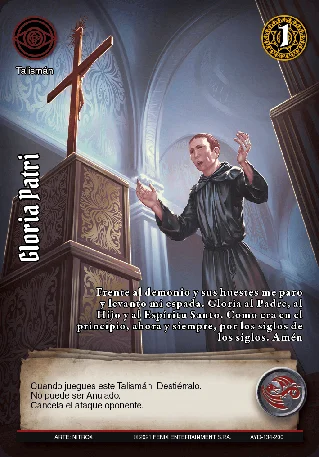 1
Talismán
Gloria Patri
Frente al demonio y sus huestes me paro
y levanto mi espada. Gloria al Padre, al
Hijo y al Espíritu Santo. Como era en el
principio, ahora y siempre, por los siglos de
los siglos. Amén
Cuando juegues este Talismán, Destiérralo.
No puede ser Anulado.
Cancela el ataque oponente.
ENTERTAINMENT S.P.A.